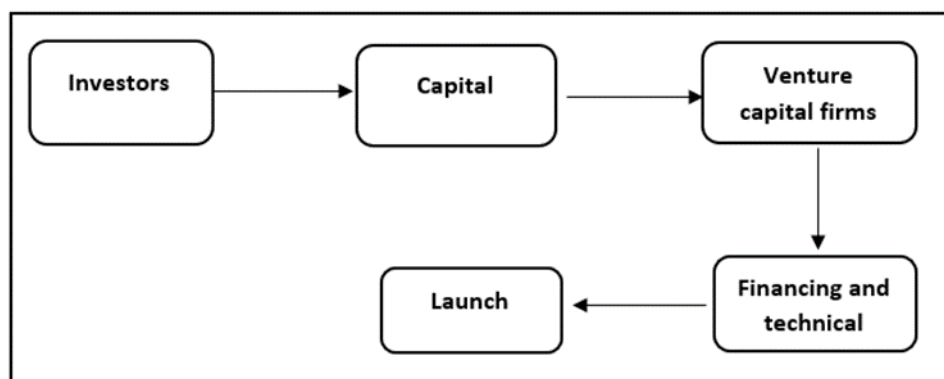 Investors
Capital
Venture
capital firms
Financing and
technical
Launch